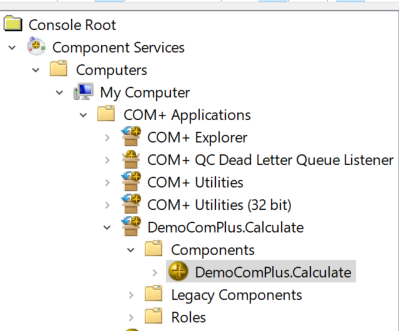 Console Root
Component Services
Computers
My Computer
COM+ Applications
COM+ Explorer
COM+ QC Dead Letter Queue Listener
COM+ Utilities
COM+ Utilities (32 bit)
DemoComPlus.Calculate
Components
DemoComPlus.Calculate
Legacy Components
Roles